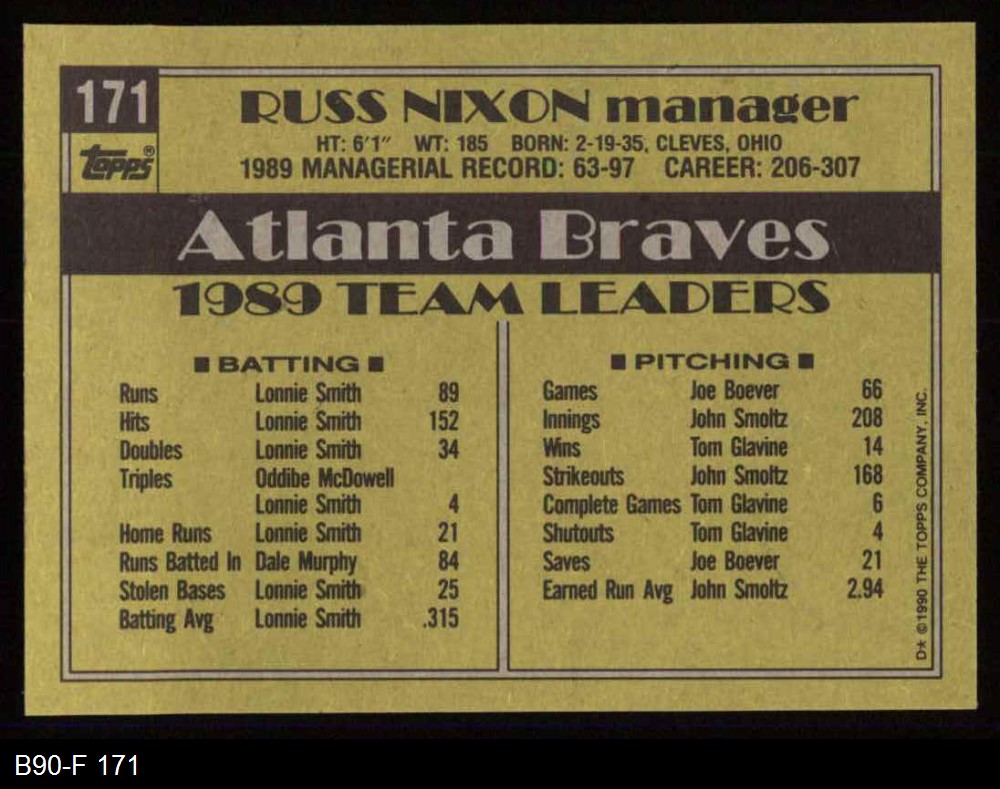 171
topps®
RUSS NIXON manager
HT: 6'1" WT: 185 BORN: 2-19-35, CLEVES, OHIO
1989 MANAGERIAL RECORD: 63-97 CAREER: 206-307
Atlanta Braves
1989 TEAM LEADERS
■ BATTING ■
Runs Lonnie Smith 89
Hits Lonnie Smith 152
Doubles Lonnie Smith 34
Triples Oddibe McDowell
Lonnie Smith 4
Home Runs Lonnie Smith 21
Runs Batted In Dale Murphy 84
Stolen Bases Lonnie Smith 25
Batting Avg Lonnie Smith .315
■ PITCHING ■
Games Joe Boever 66
Innings John Smoltz 208
Wins Tom Glavine 14
Strikeouts John Smoltz 168
Complete Games Tom Glavine 6
Shutouts Tom Glavine 4
Saves Joe Boever 21
Earned Run Avg John Smoltz 2.94
D* ©1990 THE TOPPS COMPANY, INC.
B90-F 171